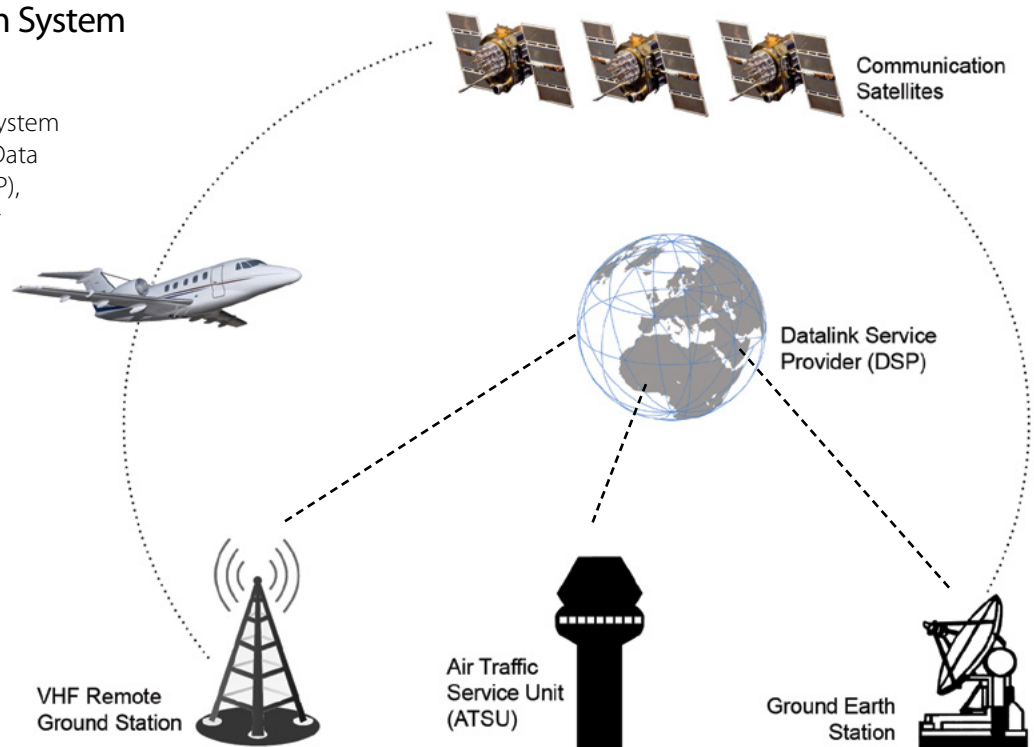 n System
ystem
Data
P),
Communication
Satellites
Datalink Service
Provider (DSP)
VHF Remote
Ground Station
Air Traffic
Service Unit
(ATSU)
Ground Earth
Station